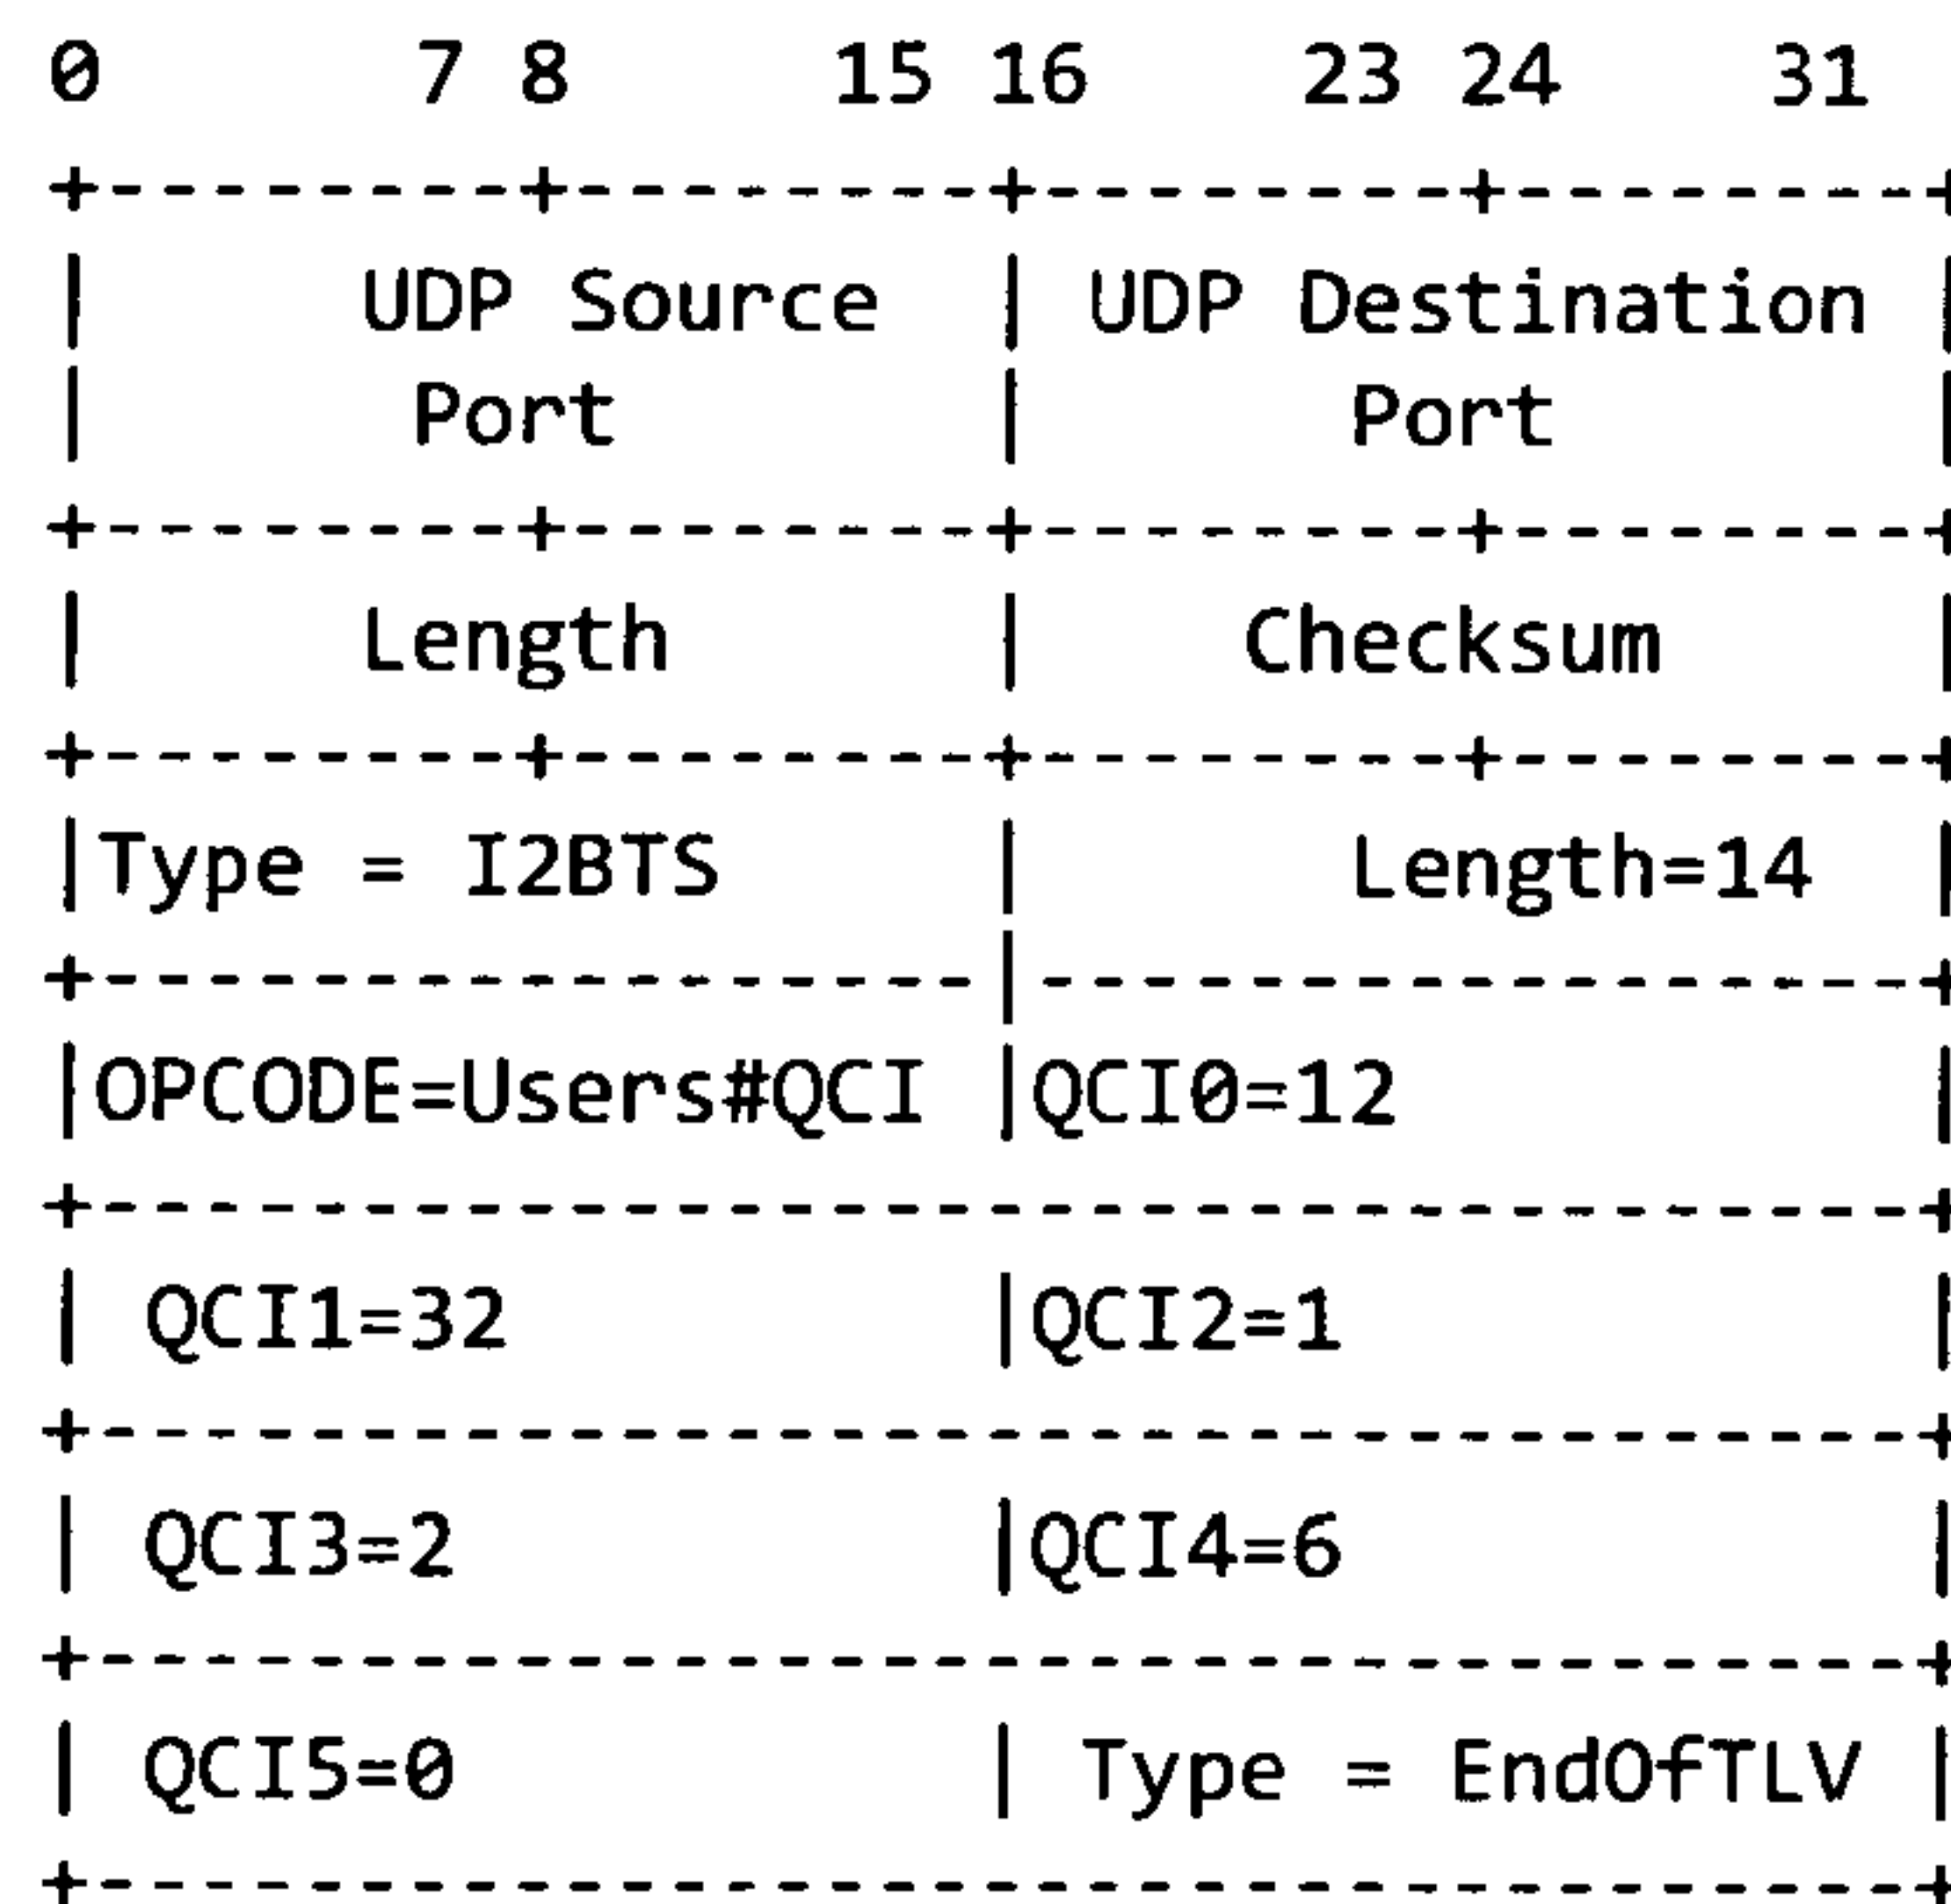 0 7 8 15 16 23 24 31
+---------+--------+--------+--------+
| UDP Source | UDP Destination |
| Port | Port |
+---------+--------+--------+--------+
| Length | Checksum |
+---------+--------+--------+--------+
|Type = I2BTS | Length=14 |
+-----------------|-----------------+
|OPCODE=Users#QCI |QCI0=12 |
+-----------------------------------+
| QCI1=32 |QCI2=1 |
+-----------------------------------+
| QCI3=2 |QCI4=6 |
+-----------------------------------+
| QCI5=0 | Type = EndOfTLV |
+-----------------------------------+